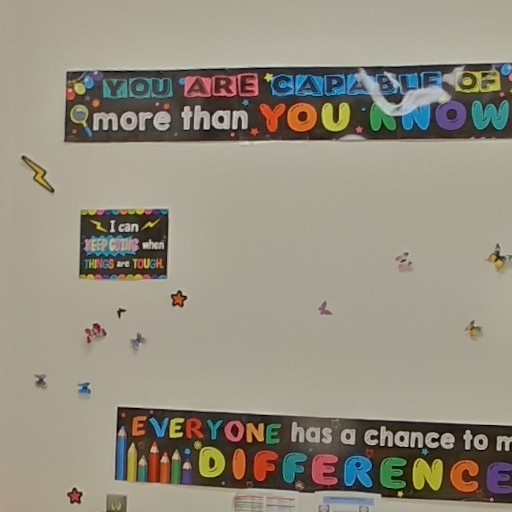 YOU ARE CAPABLE OF
more than YOU KNOW
I can
KEEP GOING when
THINGS are TOUGH.
EVERYONE has a chance to m
DIFFERENCE